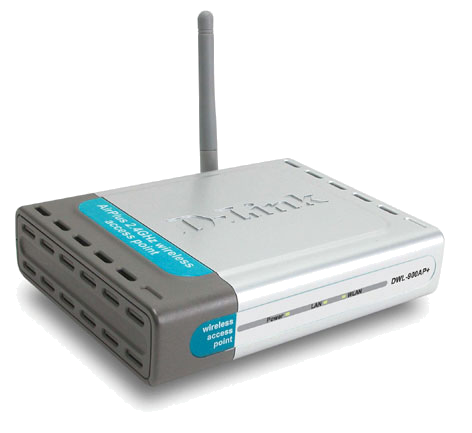 D-Link
AirPlus 2.4GHz wireless
access point
wireless
access
point
Power
LAN
WLAN
DWL-900AP+